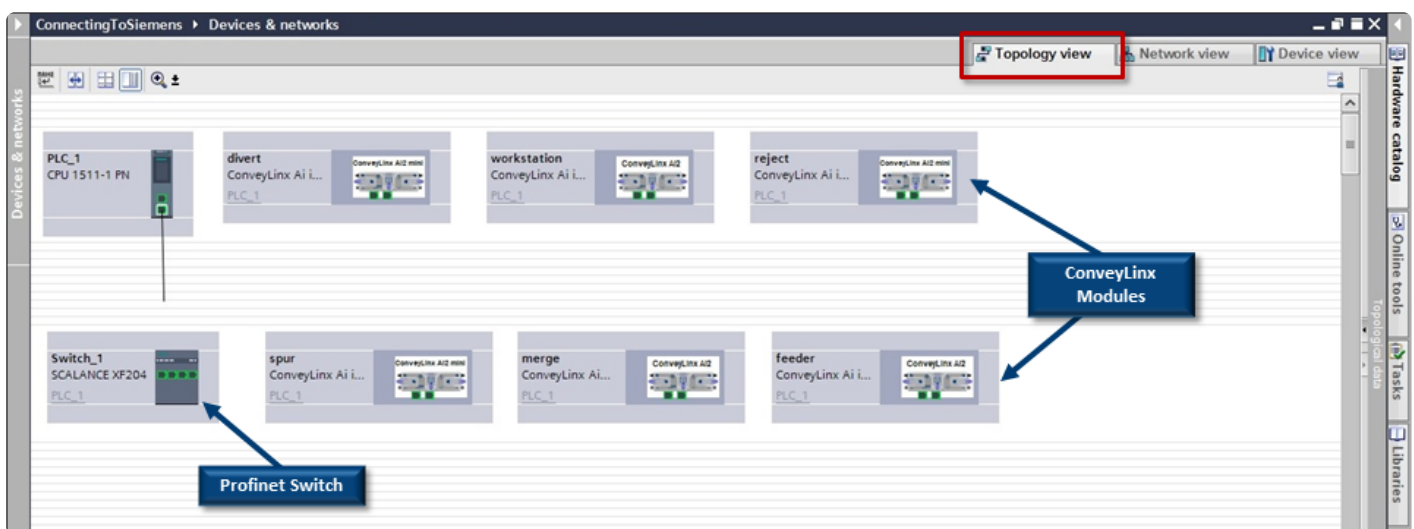 ConnectingToSiemens ▸ Devices & networks
Topology view
Network view
Device view
PLC_1
CPU 1511-1 PN
divert
ConveyLinx Ai i...
PLC_1
ConveyLinx Ai2 mini
workstation
ConveyLinx Ai i...
PLC_1
ConveyLinx Ai2
reject
ConveyLinx Ai i...
PLC_1
ConveyLinx Ai2 mini
ConveyLinx
Modules
Switch_1
SCALANCE XF204
PLC_1
spur
ConveyLinx Ai i...
PLC_1
ConveyLinx Ai2 mini
merge
ConveyLinx Ai...
PLC_1
ConveyLinx Ai2
feeder
ConveyLinx Ai i...
PLC_1
ConveyLinx Ai2
Profinet Switch
Devices & networks
Topological data
Hardware catalog
Online tools
Tasks
Libraries